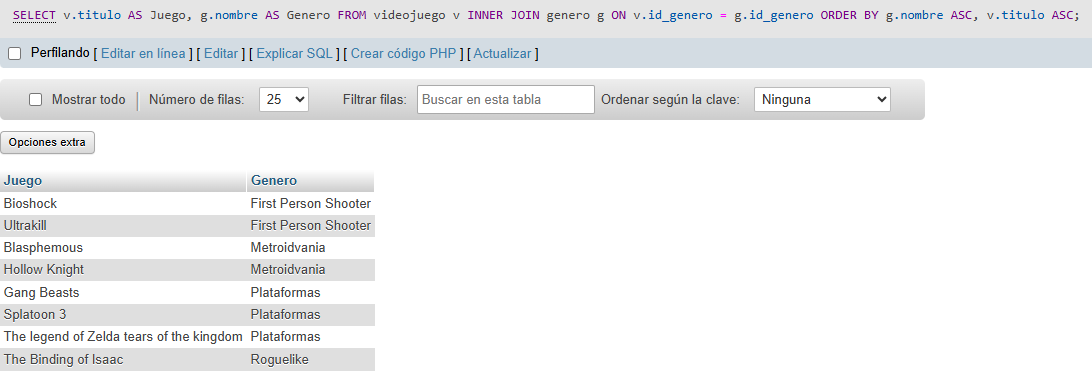 SELECT v.titulo AS Juego, g.nombre AS Genero FROM videojuego v INNER JOIN genero g ON v.id_genero = g.id_genero ORDER BY g.nombre ASC, v.titulo ASC;
Perfilando [ Editar en línea ] [ Editar ] [ Explicar SQL ] [ Crear código PHP ] [ Actualizar ]
Mostrar todo Número de filas: 25 Filtrar filas: Buscar en esta tabla Ordenar según la clave: Ninguna
Opciones extra
Juego Genero
Bioshock First Person Shooter
Ultrakill First Person Shooter
Blasphemous Metroidvania
Hollow Knight Metroidvania
Gang Beasts Plataformas
Splatoon 3 Plataformas
The legend of Zelda tears of the kingdom Plataformas
The Binding of Isaac Roguelike